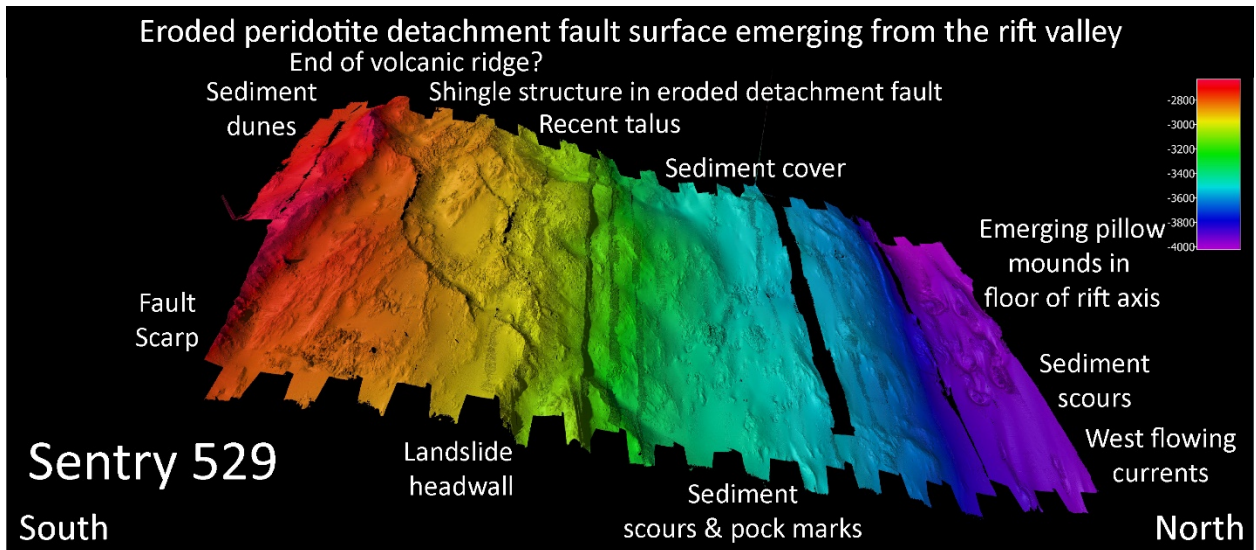 Eroded peridotite detachment fault surface emerging from the rift valley
End of volcanic ridge?
Sediment
dunes
Shingle structure in eroded detachment fault
Recent talus
Sediment cover
-2800
-3000
-3200
-3400
-3600
-3800
-4000
Emerging pillow
mounds in
floor of rift axis
Fault
Scarp
Sediment
scours
West flowing
currents
Landslide
headwall
Sediment
scours & pock marks
Sentry 529
South
North